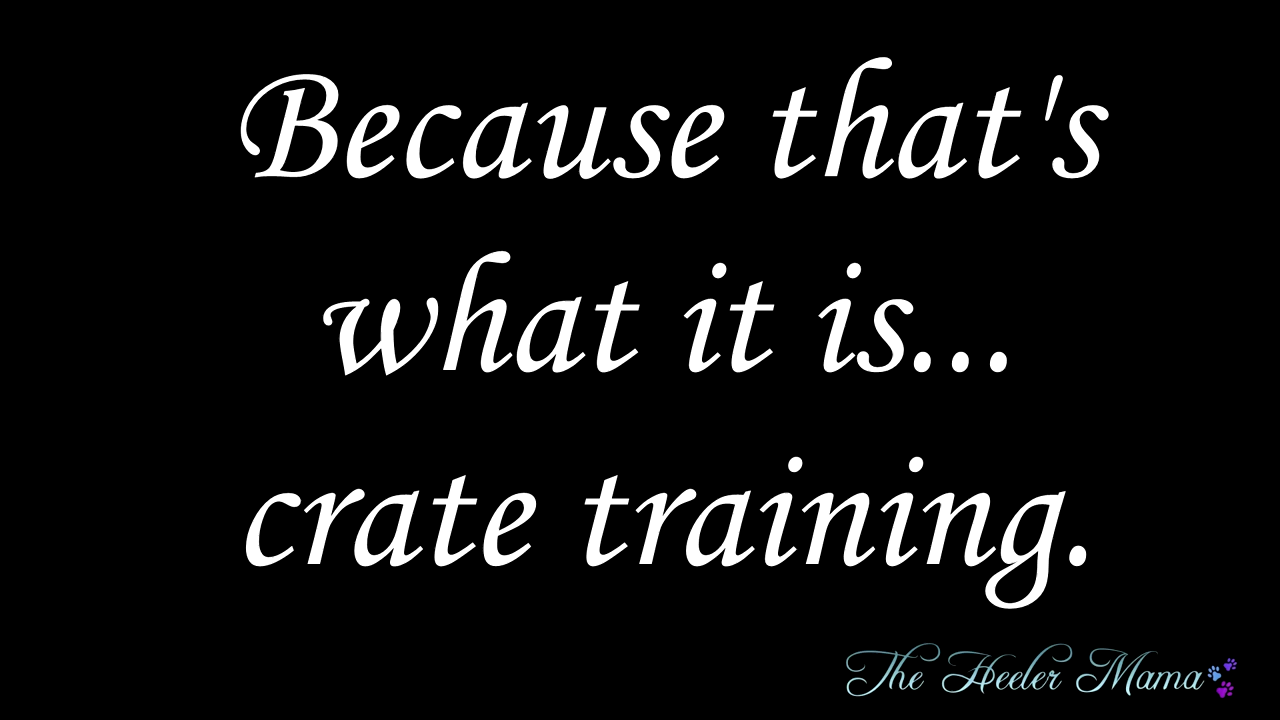 Because that's
what it is...
crate training.
The Heeler Mama